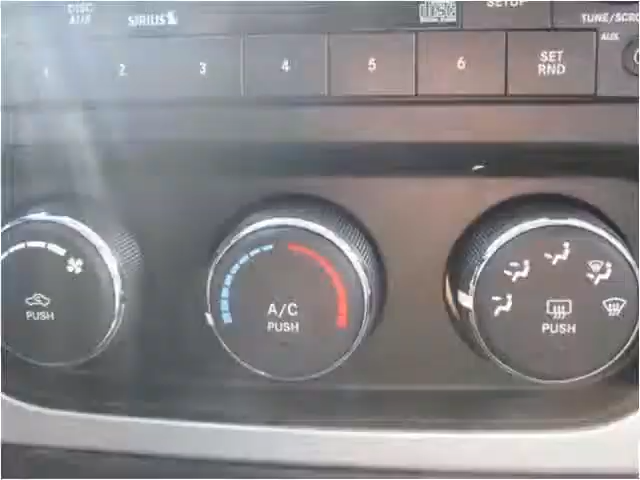 DISC
AUX
SIRIUS
SETUP
TUNE/SCRO
AUX
1 2 3 4 5 6 SET
RND
PUSH
A/C
PUSH
PUSH